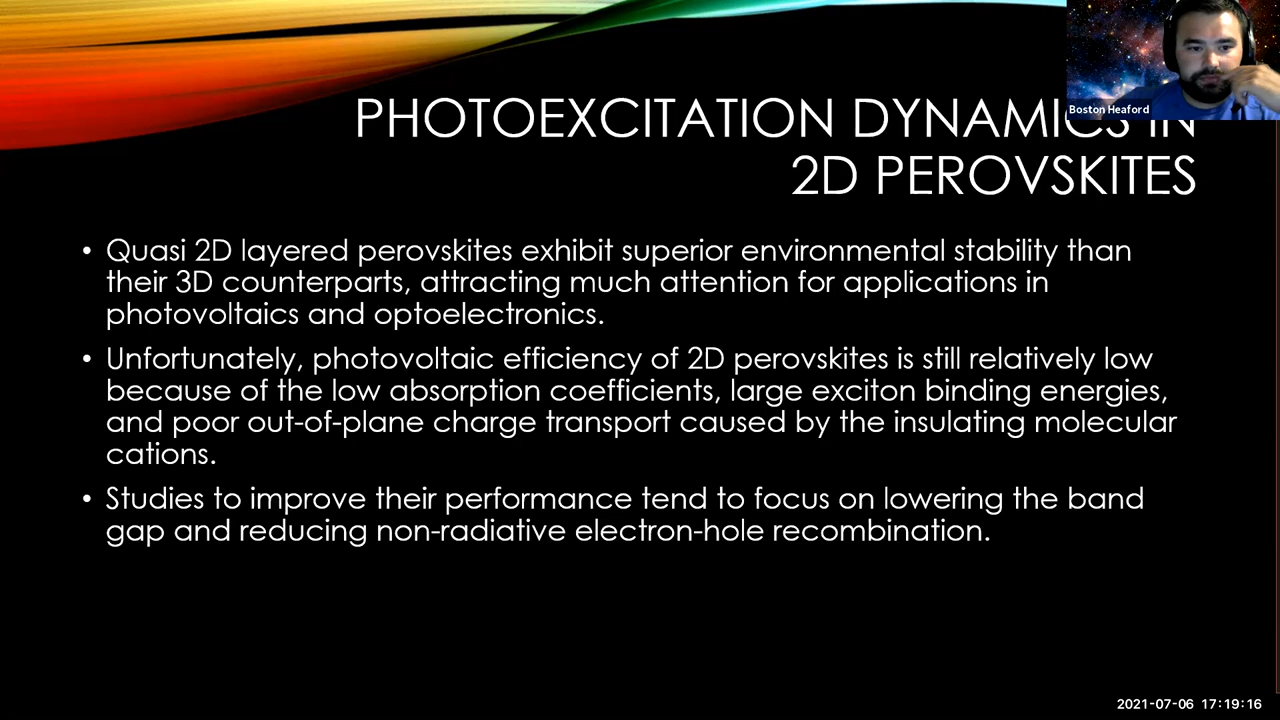 Boston Heaford
PHOTOEXCITATION DYNAMICS IN
2D PEROVSKITES
• Quasi 2D layered perovskites exhibit superior environmental stability than
their 3D counterparts, attracting much attention for applications in
photovoltaics and optoelectronics.
• Unfortunately, photovoltaic efficiency of 2D perovskites is still relatively low
because of the low absorption coefficients, large exciton binding energies,
and poor out-of-plane charge transport caused by the insulating molecular
cations.
• Studies to improve their performance tend to focus on lowering the band
gap and reducing non-radiative electron-hole recombination.
2021-07-06 17:19:16